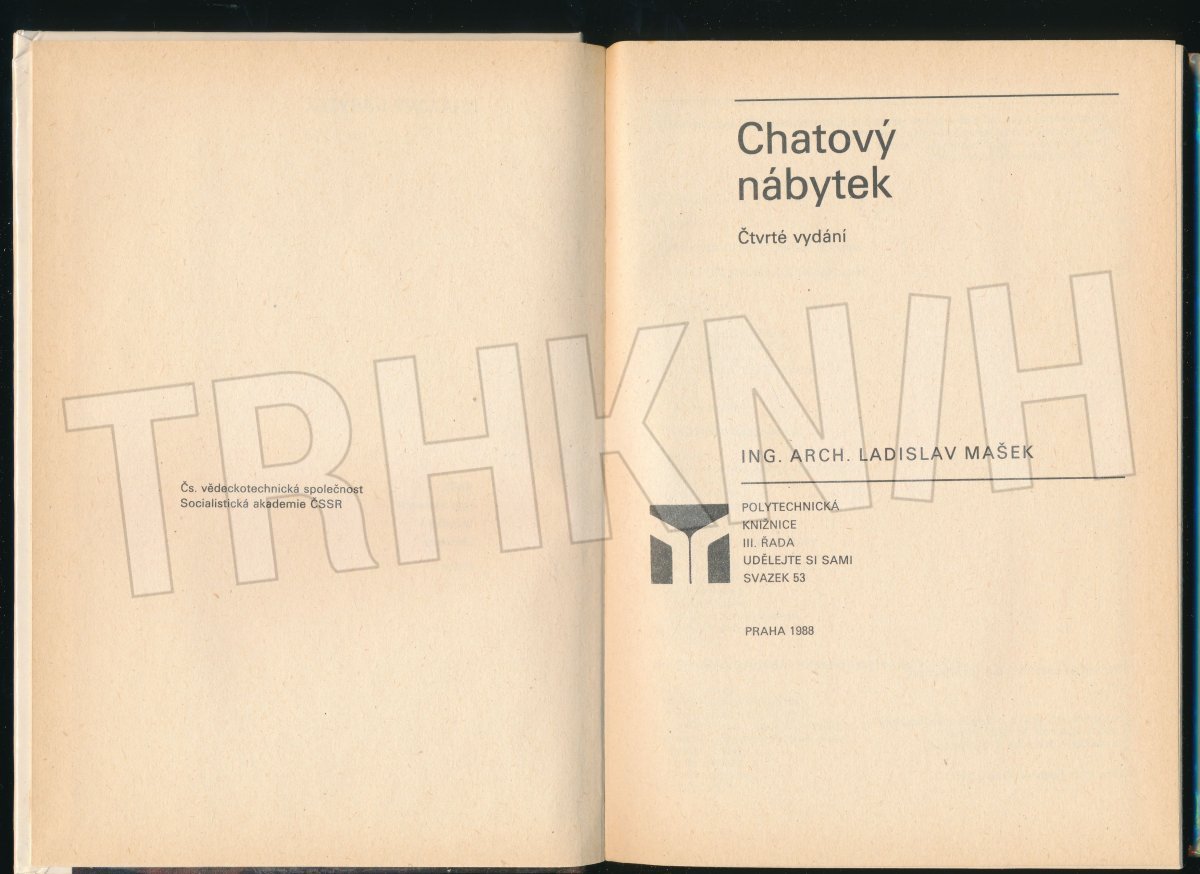 Čs. vědeckotechnická společnost
Socialistická akademie ČSSR
Chatový
nábytek
Čtvrté vydání
ING. ARCH. LADISLAV MAŠEK
POLYTECHNICKÁ
KNIŽNICE
III. ŘADA
UDĚLEJTE SI SAMI
SVAZEK 53
PRAHA 1988
TRHKNIH